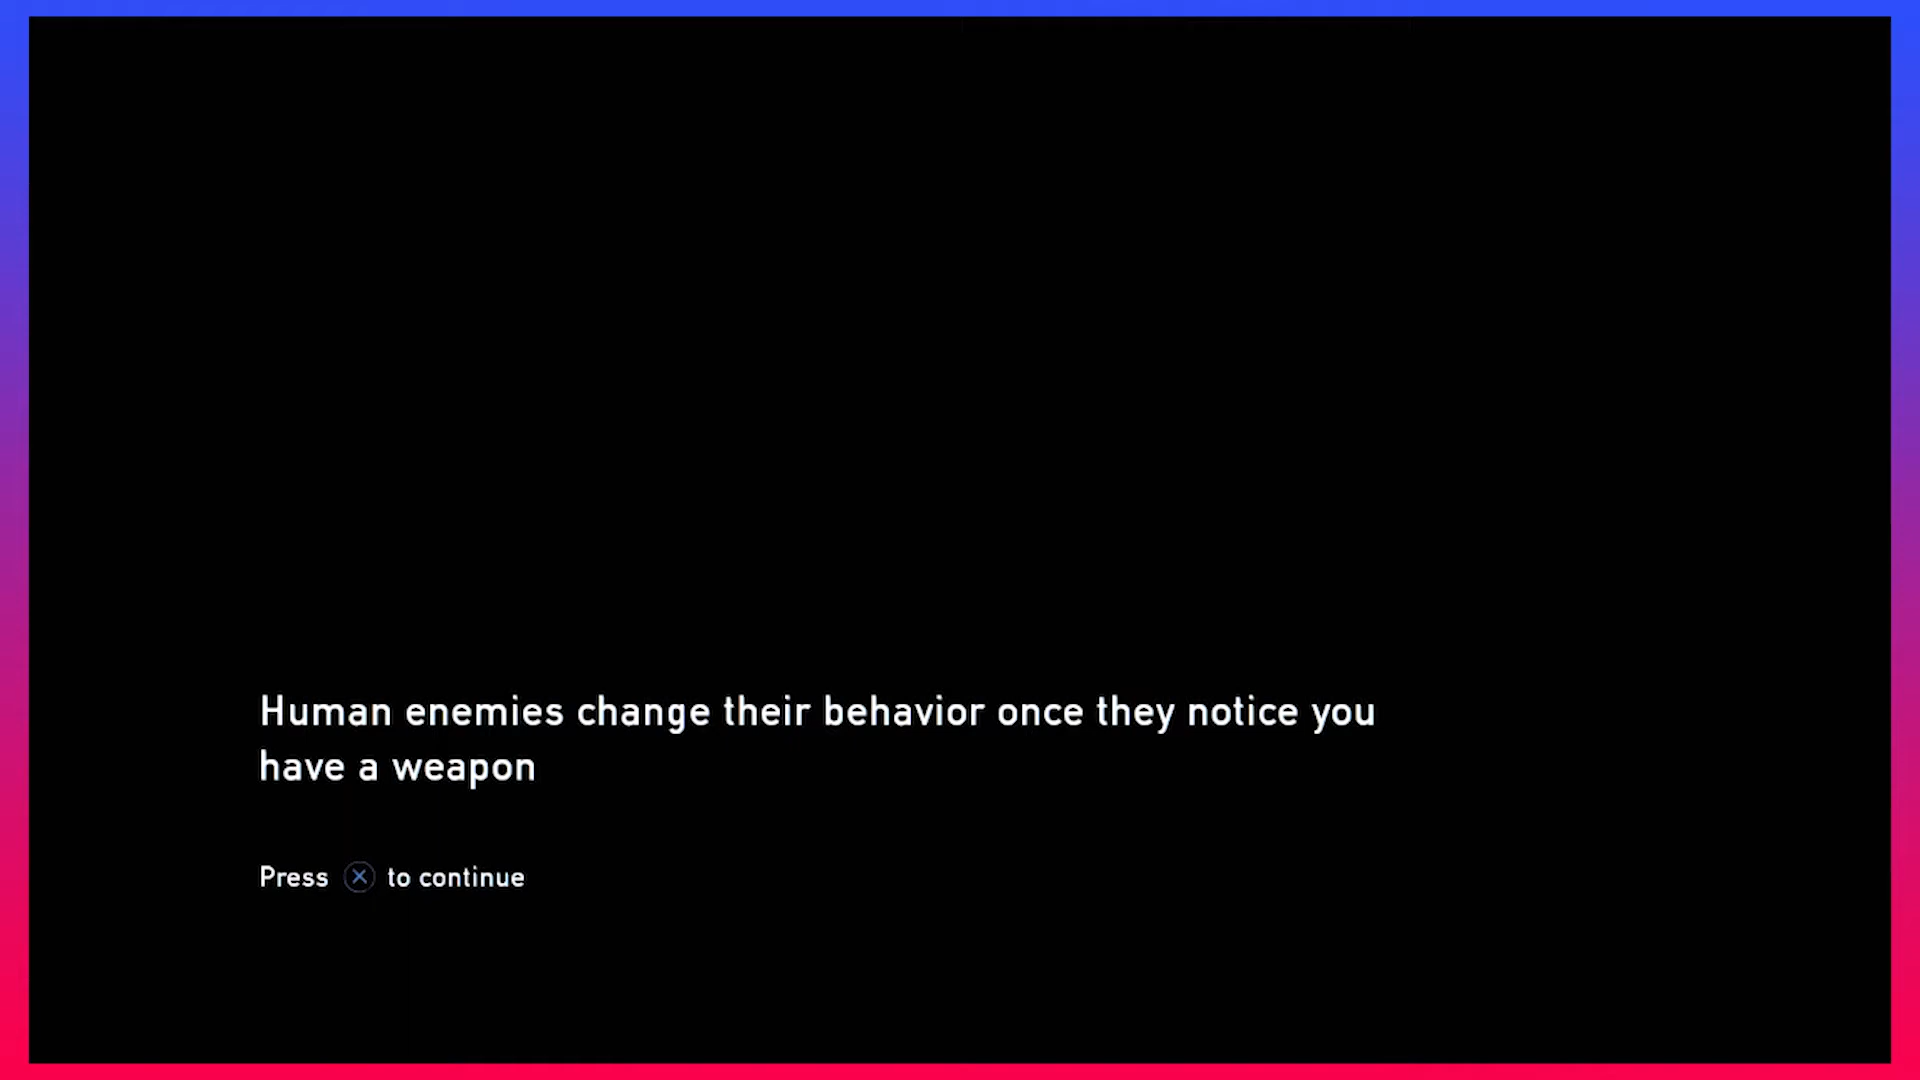 Human enemies change their behavior once they notice you
have a weapon
Press ⓧ to continue